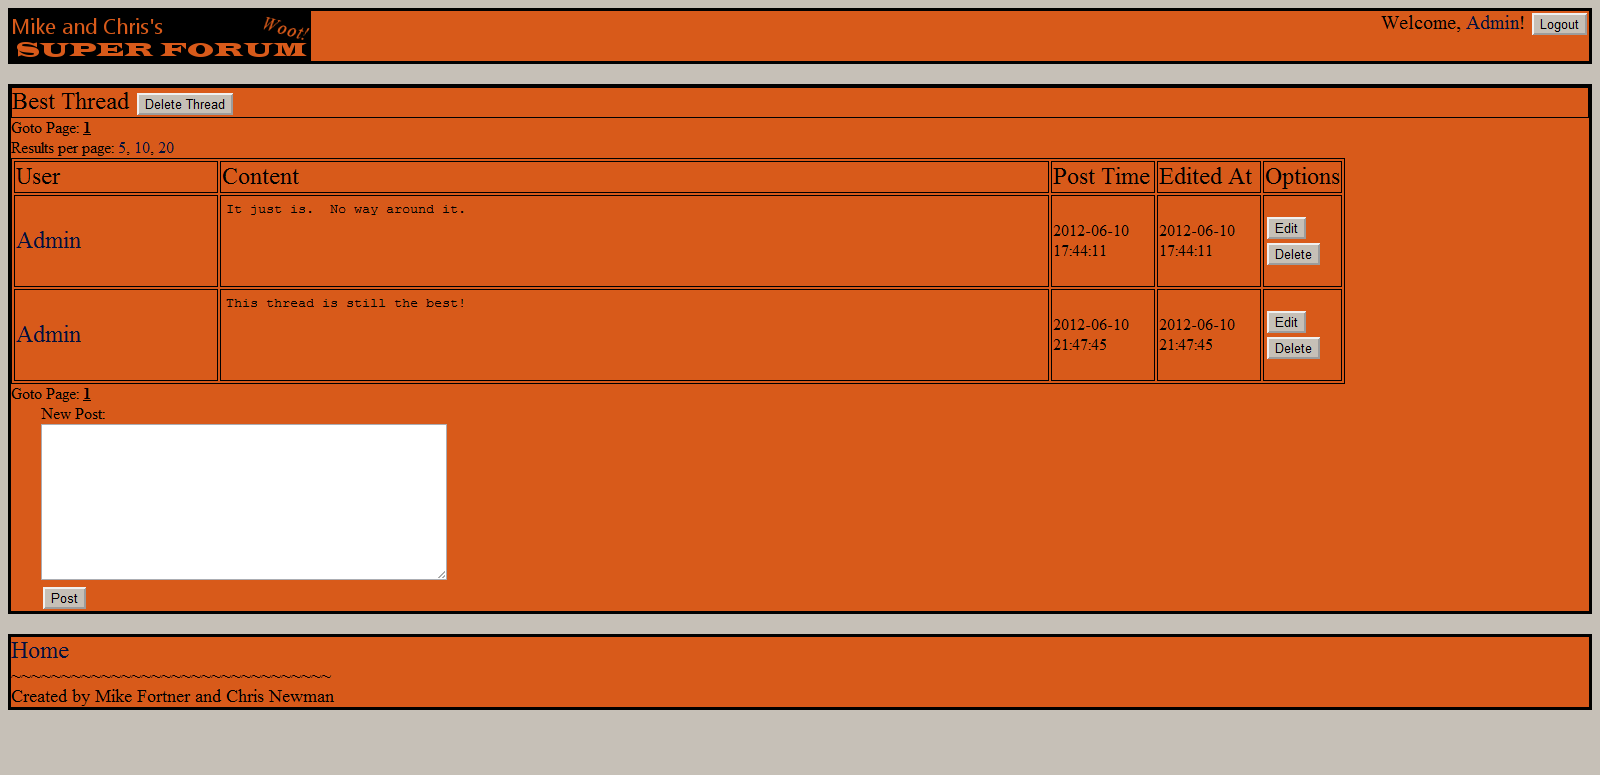 Mike and Chris's Woot!
SUPER FORUM
Welcome, Admin! Logout
Best Thread Delete Thread
Goto Page: 1
Results per page: 5, 10, 20
User Content Post Time Edited At Options
Admin It just is.  No way around it. 2012-06-10 17:44:11 2012-06-10 17:44:11 Edit Delete
Admin This thread is still the best! 2012-06-10 21:47:45 2012-06-10 21:47:45 Edit Delete
Goto Page: 1
New Post:
Post
Home
~~~~~~~~~~~~~~~~~~~~~~~~~~~~~~~~
Created by Mike Fortner and Chris Newman